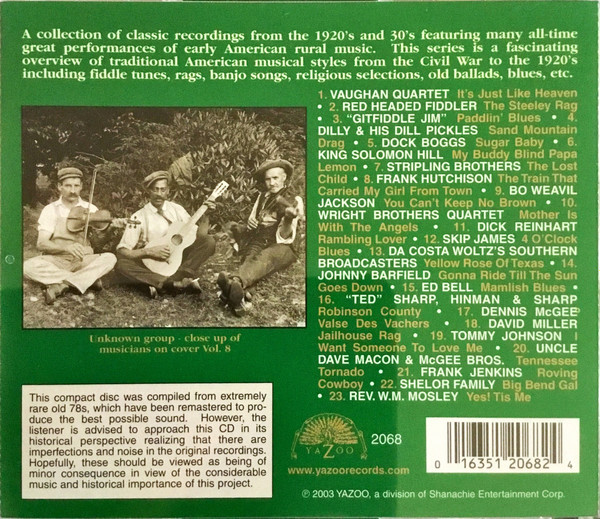 A collection of classic recordings from the 1920's and 30's featuring many all-time
great performances of early American rural music. This series is a fascinating
overview of traditional American musical styles from the Civil War to the 1920's
including fiddle tunes, rags, banjo songs, religious selections, old ballads, blues, etc.
1. VAUGHAN QUARTET It's Just Like Heaven
• 2. RED HEADED FIDDLER The Steeley Rag
• 3. "GITFIDDLE JIM" Paddlin' Blues • 4.
DILLY & HIS DILL PICKLES Sand Mountain
Drag • 5. DOCK BOGGS Sugar Baby • 6.
KING SOLOMON HILL My Buddy Blind Papa
Lemon • 7. STRIPLING BROTHERS The Lost
Child • 8. FRANK HUTCHISON The Train That
Carried My Girl From Town • 9. BO WEAVIL
JACKSON You Can't Keep No Brown • 10.
WRIGHT BROTHERS QUARTET Mother Is
With The Angels • 11. DICK REINHART
Rambling Lover • 12. SKIP JAMES 4 O'Clock
Blues • 13. DA COSTA WOLTZ'S SOUTHERN
BROADCASTERS Yellow Rose Of Texas • 14.
JOHNNY BARFIELD Gonna Ride Till The Sun
Goes Down • 15. ED BELL Mamlish Blues •
16. "TED" SHARP, HINMAN & SHARP
Robinson County • 17. DENNIS McGEE
Valse Des Vachers • 18. DAVID MILLER
Jailhouse Rag • 19. TOMMY JOHNSON I
Want Someone To Love Me • 20. UNCLE
DAVE MACON & McGEE BROS. Tennessee
Tornado • 21. FRANK JENKINS Roving
Cowboy • 22. SHELOR FAMILY Big Bend Gal
• 23. REV. W.M. MOSLEY Yes! Tis Me
Unknown group - close up of
musicians on cover Vol. 8
This compact disc was compiled from extremely
rare old 78s, which have been remastered to pro-
duce the best possible sound. However, the
listener is advised to approach this CD in its
historical perspective realizing that there are
imperfections and noise in the original recordings.
Hopefully, these should be viewed as being of
minor consequence in view of the considerable
music and historical importance of this project.
YAZOO
2068
www.yazoorecords.com
0 16351 20682 4
℗ 2003 YAZOO, a division of Shanachie Entertainment Corp.